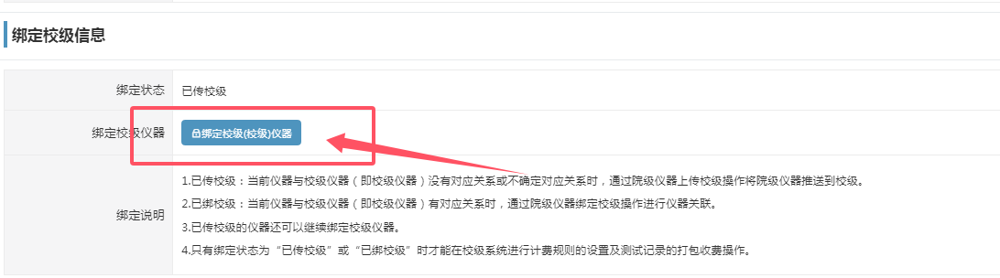 绑定校级信息
绑定状态
已传校级
绑定校级仪器
绑定校级(校级)仪器
绑定说明
1.已传校级：当前仪器与校级仪器（即校级仪器）没有对应关系或不确定对应关系时，通过院级仪器上传校级操作将院级仪器推送到校级。
2.已绑校级：当前仪器与校级仪器（即校级仪器）有对应关系时，通过院级仪器绑定校级操作进行仪器关联。
3.已传校级的仪器还可以继续绑定校级仪器。
4.只有绑定状态为“已传校级”或“已绑校级”时才能在校级系统进行计费规则的设置及测试记录的打包收费操作。